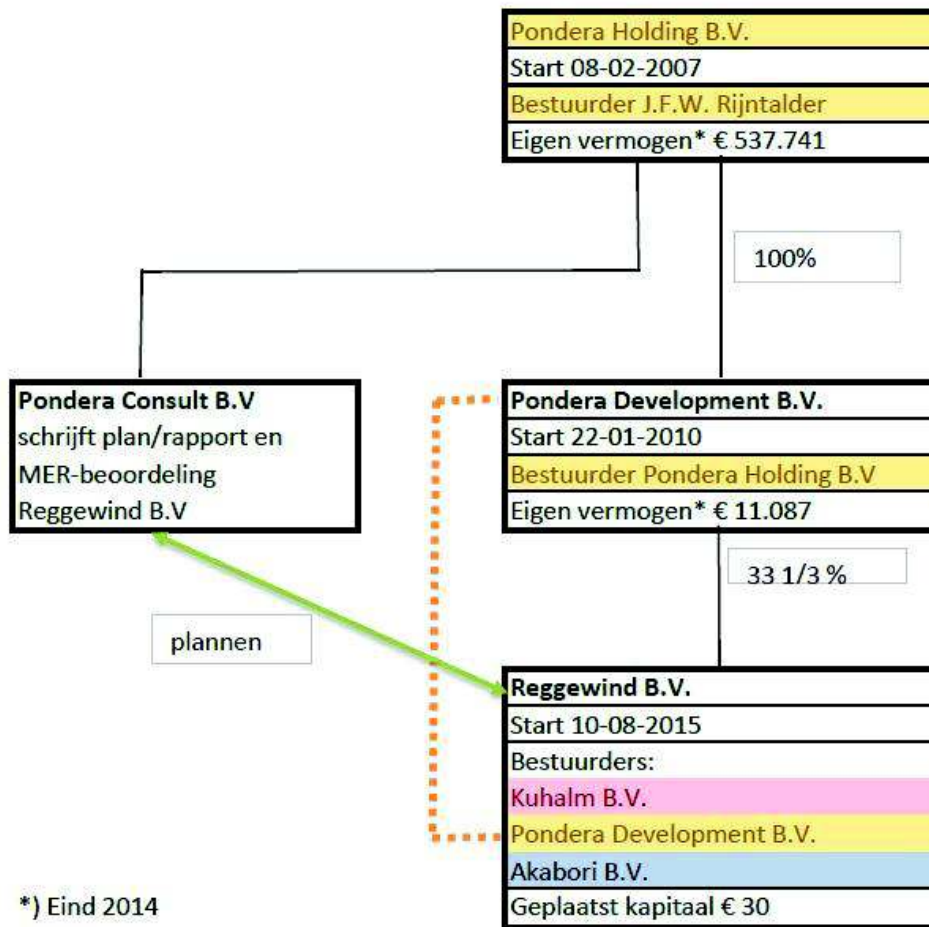 Pondera Holding B.V.
Start 08-02-2007
Bestuurder J.F.W. Rijntalder
Eigen vermogen* € 537.741
100%
Pondera Consult B.V
schrijft plan/rapport en
MER-beoordeling
Reggewind B.V
Pondera Development B.V.
Start 22-01-2010
Bestuurder Pondera Holding B.V
Eigen vermogen* € 11.087
33 1/3 %
plannen
Reggewind B.V.
Start 10-08-2015
Bestuurders:
Kuhalm B.V.
Pondera Development B.V.
Akabori B.V.
Geplaatst kapitaal € 30
*) Eind 2014